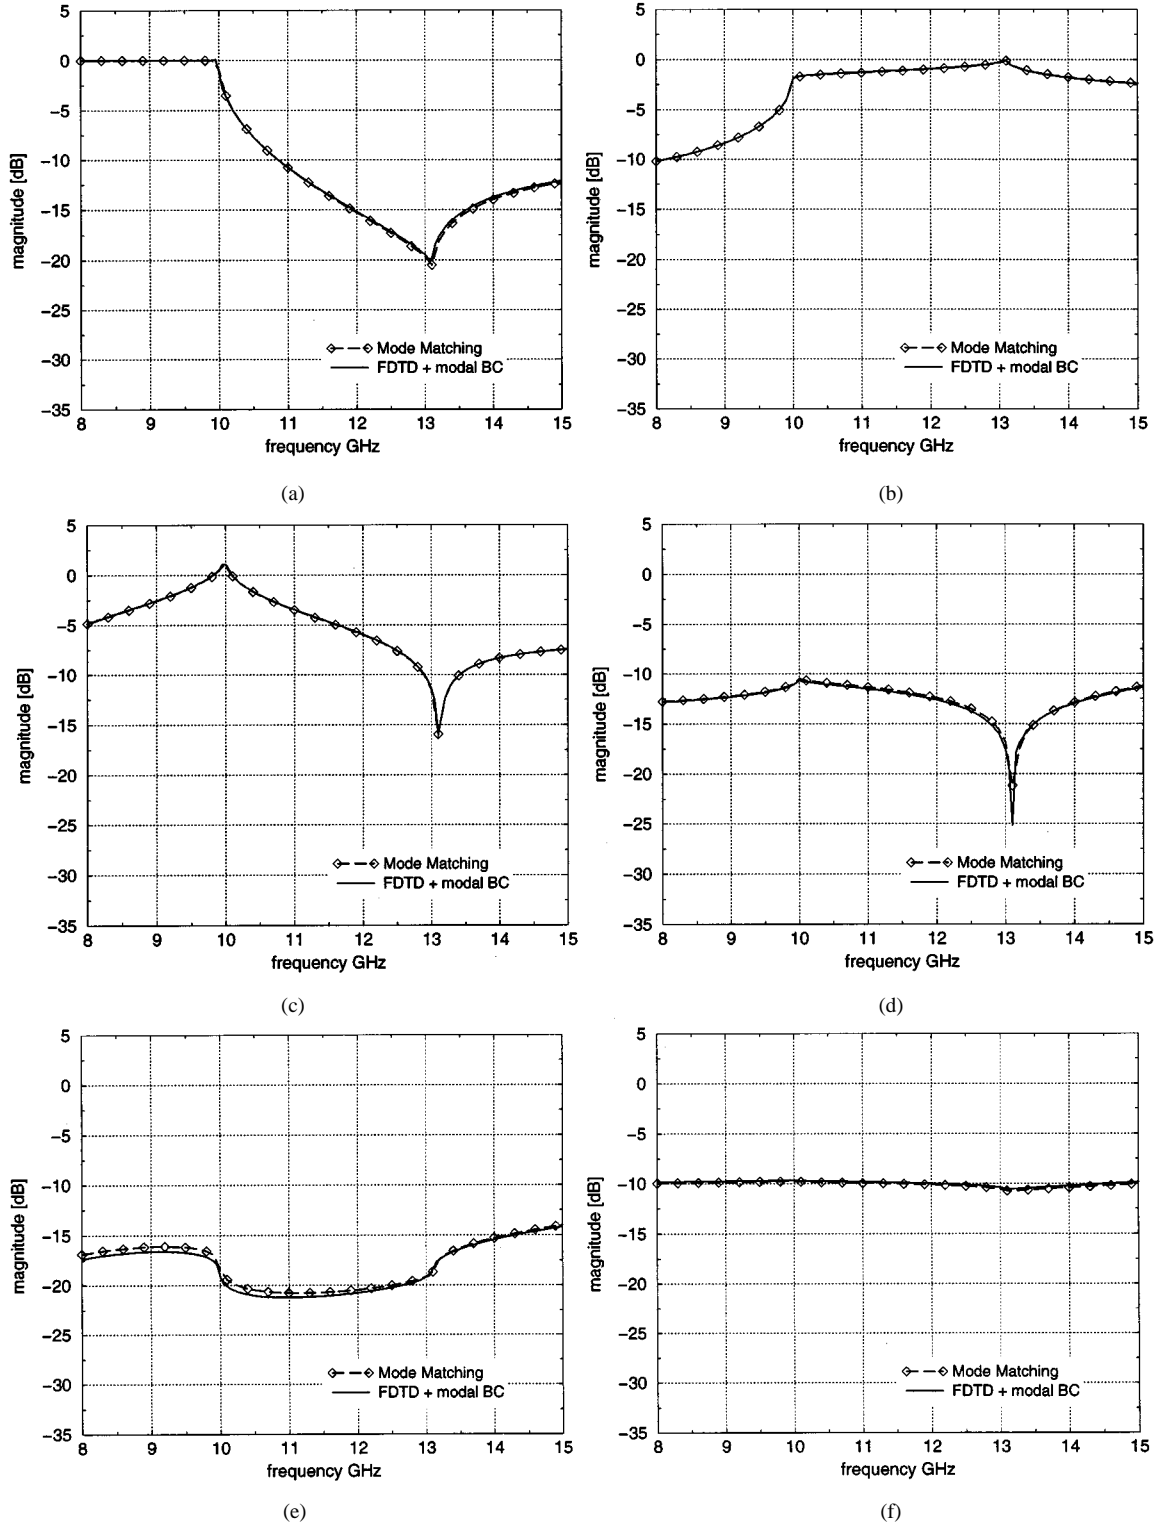 5
0
−5
−10
−15
−20
−25
−30
−35
magnitude [dB]
Mode Matching
FDTD + modal BC
8 9 10 11 12 13 14 15
frequency GHz
(a)
5
0
−5
−10
−15
−20
−25
−30
−35
magnitude [dB]
Mode Matching
FDTD + modal BC
8 9 10 11 12 13 14 15
frequency GHz
(b)
5
0
−5
−10
−15
−20
−25
−30
−35
magnitude [dB]
Mode Matching
FDTD + modal BC
8 9 10 11 12 13 14 15
frequency GHz
(c)
5
0
−5
−10
−15
−20
−25
−30
−35
magnitude [dB]
Mode Matching
FDTD + modal BC
8 9 10 11 12 13 14 15
frequency GHz
(d)
5
0
−5
−10
−15
−20
−25
−30
−35
magnitude [dB]
Mode Matching
FDTD + modal BC
8 9 10 11 12 13 14 15
frequency GHz
(e)
5
0
−5
−10
−15
−20
−25
−30
−35
magnitude [dB]
Mode Matching
FDTD + modal BC
8 9 10 11 12 13 14 15
frequency GHz
(f)